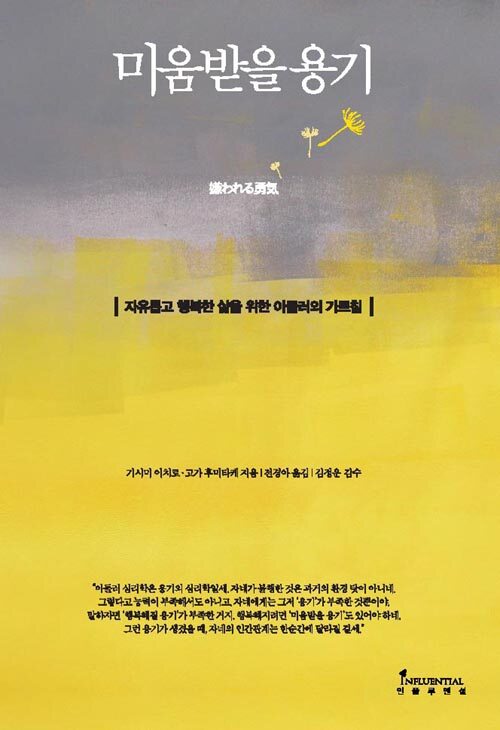 미움받을 용기
嫌われる勇気
자유롭고 행복한 삶을 위한 아들러의 가르침
기시미 이치로 · 고가 후미타케 지음 | 전경아 옮김 | 김정운 감수
"아들러 심리학은 용기의 심리학일세. 자네가 불행한 것은 과거의 환경 탓이 아니네.
그렇다고 능력이 부족해서도 아니고. 자네에게는 그저 '용기'가 부족한 것뿐이야.
말하자면 '행복해질 용기'가 부족한 거지. 행복해지려면 '미움받을 용기'도 있어야 하네.
그런 용기가 생겼을 때, 자네의 인간관계는 한순간에 달라질 걸세."
INFLUENTIAL
인플루엔셜